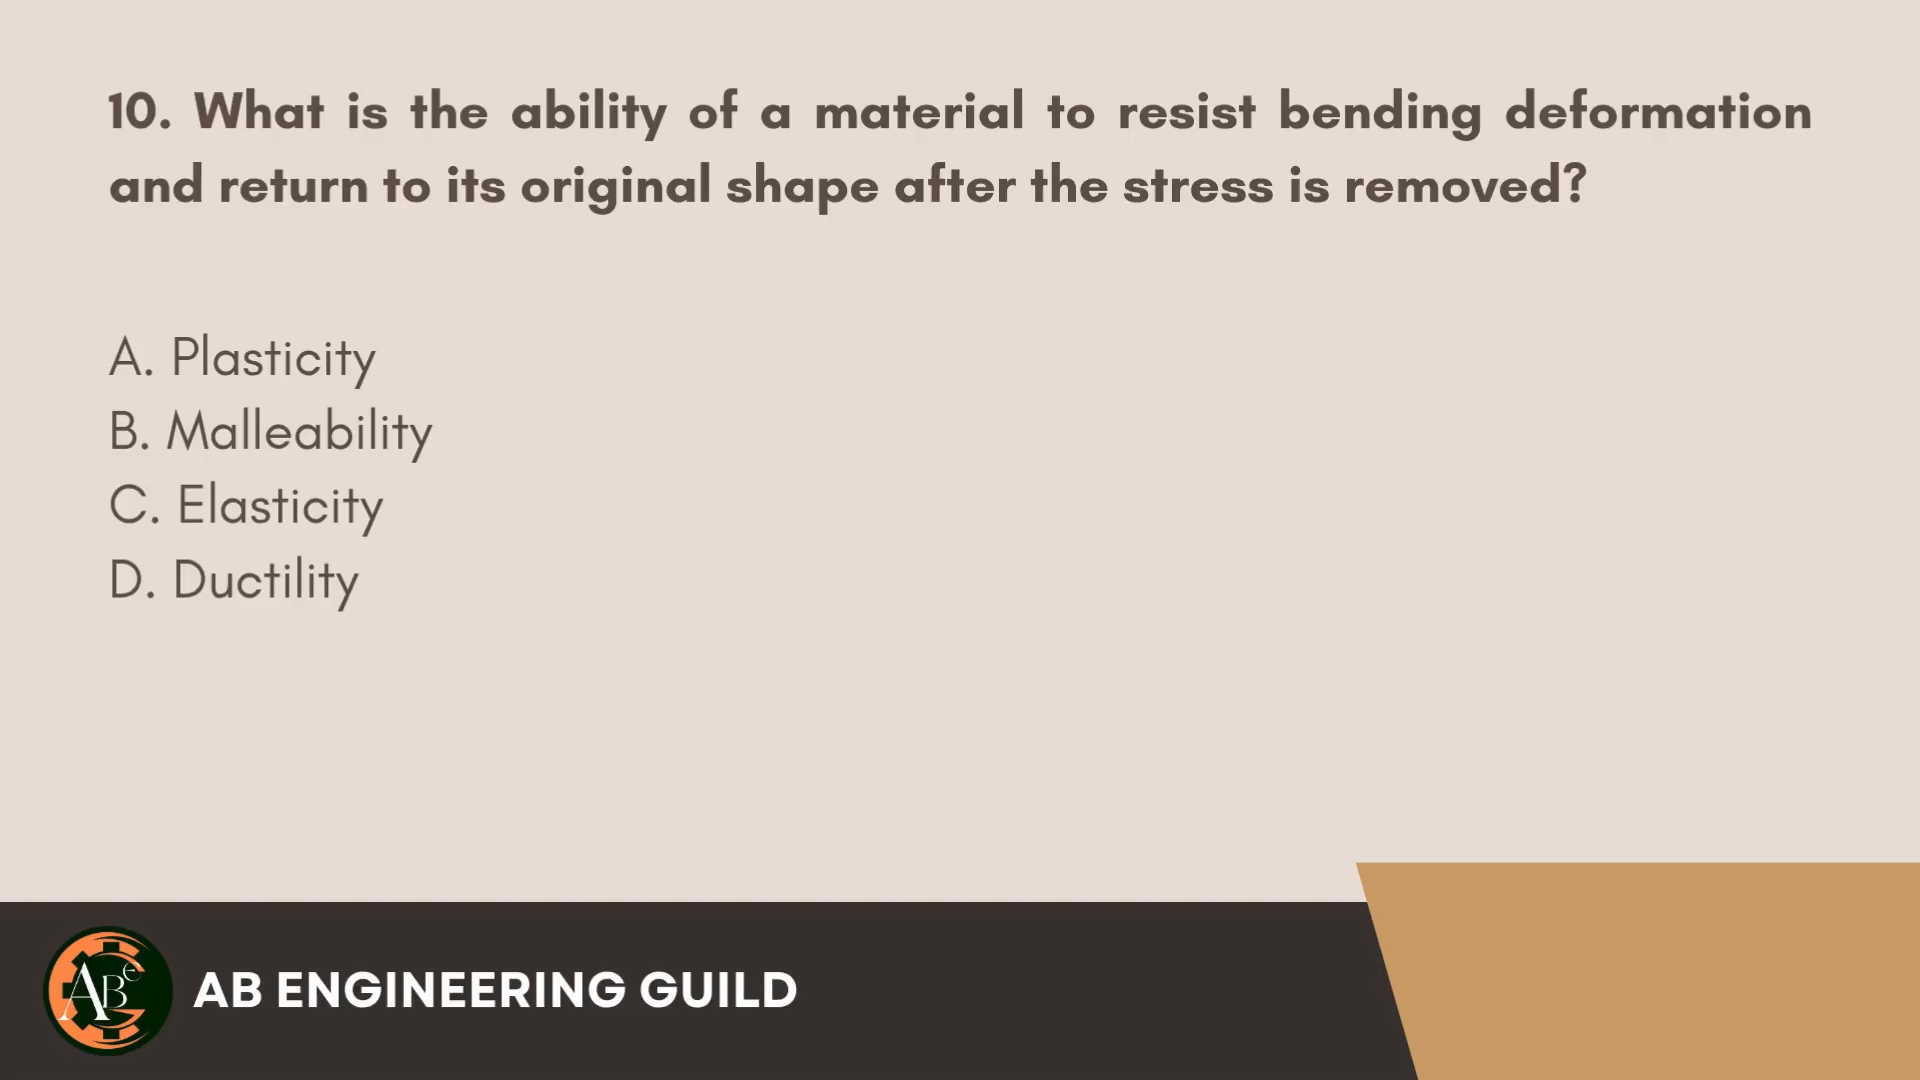 10. What is the ability of a material to resist bending deformation
and return to its original shape after the stress is removed?
A. Plasticity
B. Malleability
C. Elasticity
D. Ductility
ABe
AB ENGINEERING GUILD